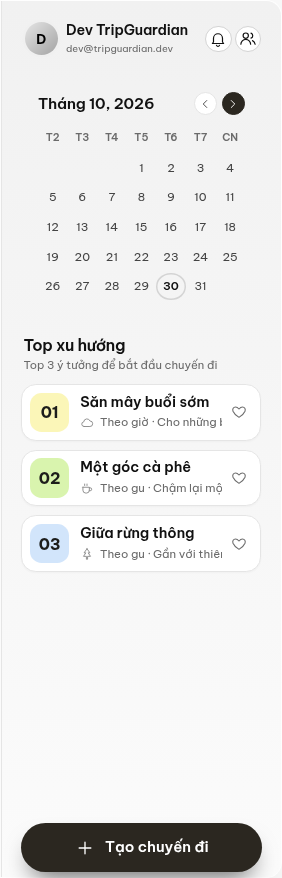 D
Dev TripGuardian
dev@tripguardian.dev
Tháng 10, 2026
T2 T3 T4 T5 T6 T7 CN
1 2 3 4
5 6 7 8 9 10 11
12 13 14 15 16 17 18
19 20 21 22 23 24 25
26 27 28 29 30 31
Top xu hướng
Top 3 ý tưởng để bắt đầu chuyến đi
01
Săn mây buổi sớm
Theo giờ · Cho những
02
Một góc cà phê
Theo gu · Chậm lại
03
Giữa rừng thông
Theo gu · Gần với
Tạo chuyến đi